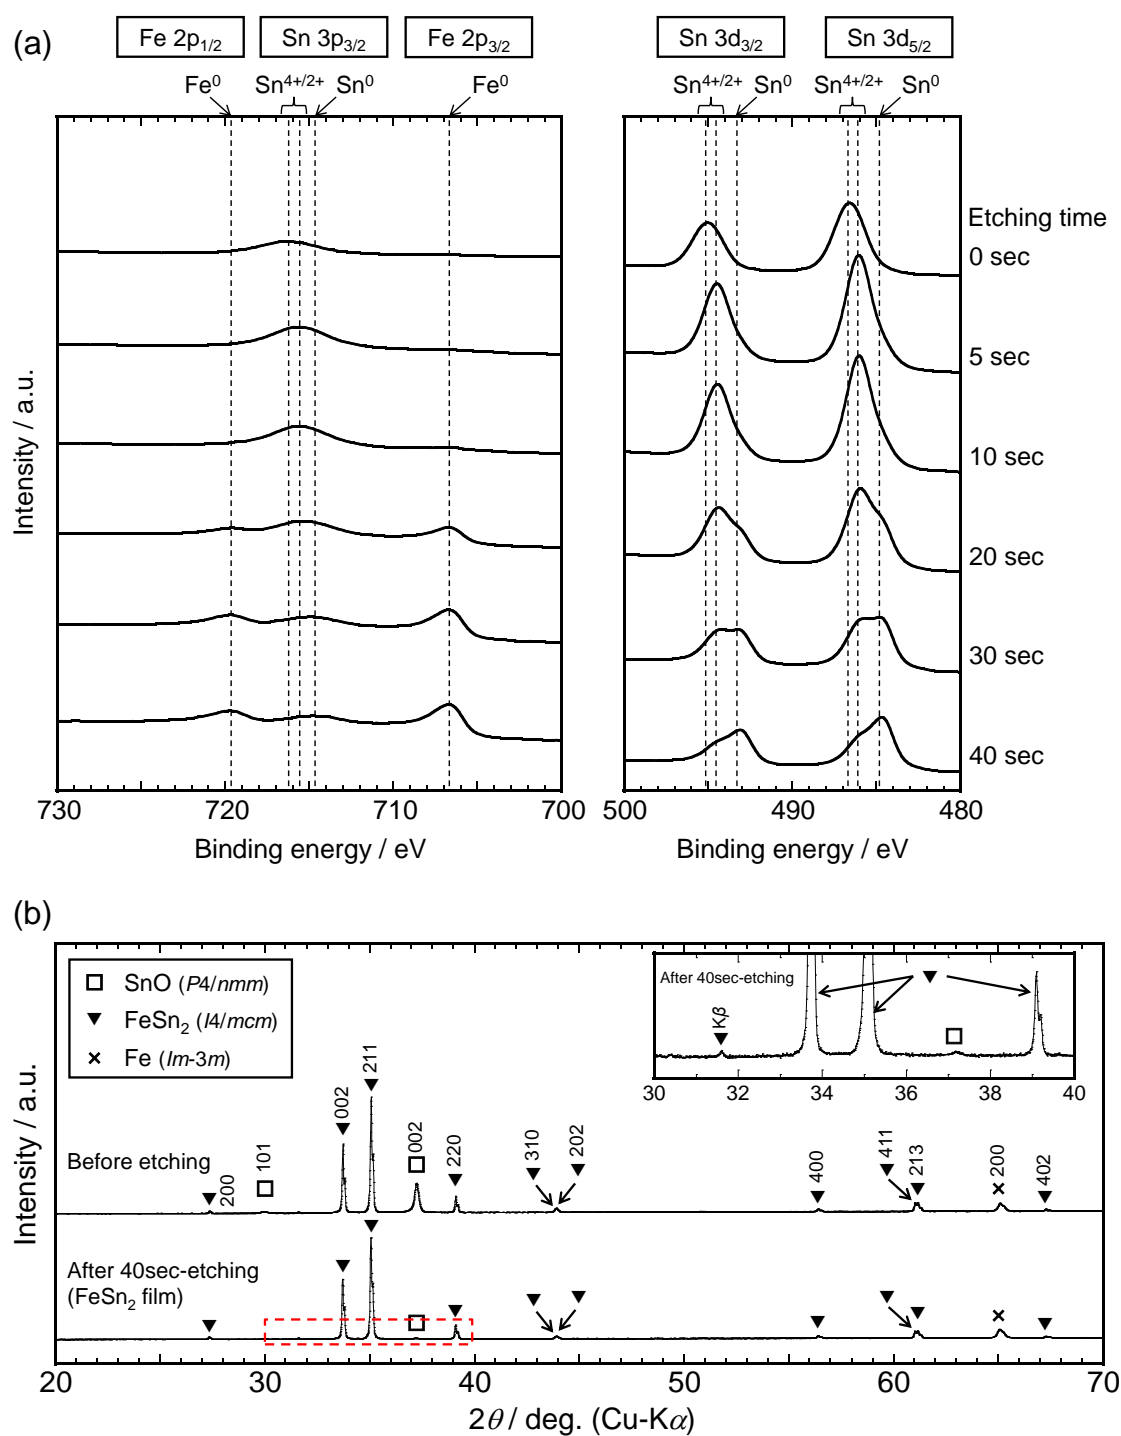 (a)
Fe 2p1/2 Sn 3p3/2 Fe 2p3/2 Sn 3d3/2 Sn 3d5/2
Fe0 Sn4+/2+ Sn0 Fe0 Sn4+/2+ Sn0 Sn4+/2+ Sn0
Etching time
0 sec
5 sec
10 sec
20 sec
30 sec
40 sec
Intensity / a.u.
730 720 710 700 500 490 480
Binding energy / eV Binding energy / eV
(b)
SnO (P4/nmm)
FeSn2 (I4/mcm)
Fe (Im-3m)
After 40sec-etching
Kβ
30 32 34 36 38 40
Before etching
200 101 002 211 002 220 310 202 400 411 213 200 402
After 40sec-etching
(FeSn2 film)
Intensity / a.u.
20 30 40 50 60 70
2θ / deg. (Cu-Kα)